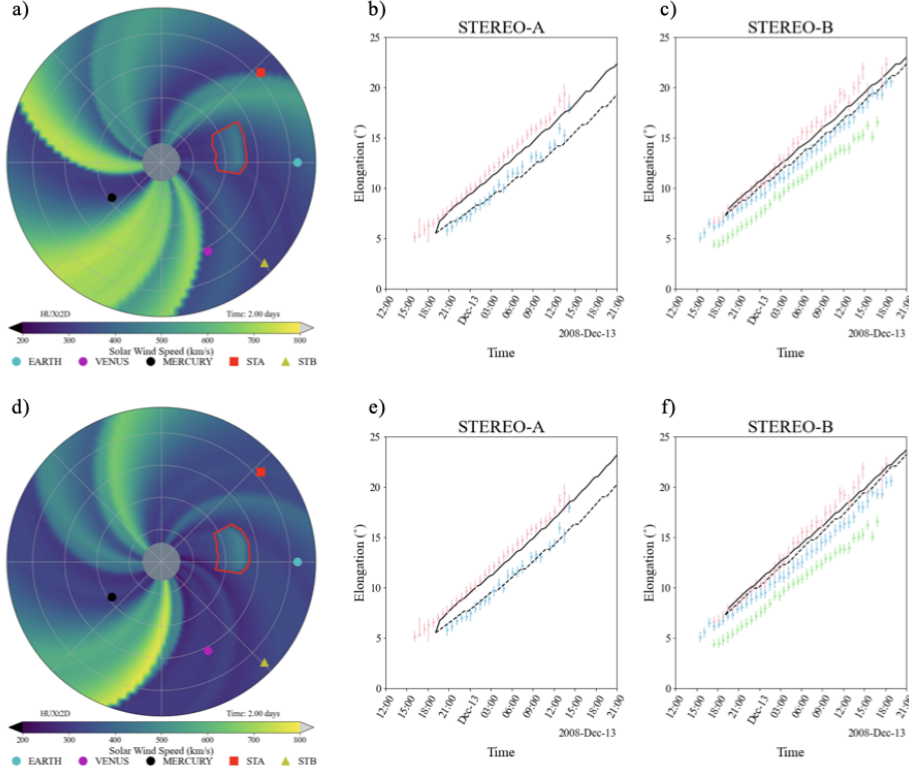 a)
HUXt2D Time: 2.00 days
200 300 400 500 600 700 800
Solar Wind Speed (km/s)
EARTH VENUS MERCURY STA STB
b)
STEREO-A
Elongation (°)
25
20
15
10
5
0
12:00 15:00 18:00 21:00 Dec-13 03:00 06:00 09:00 12:00 15:00 18:00 21:00
2008-Dec-13
Time
c)
STEREO-B
Elongation (°)
25
20
15
10
5
0
12:00 15:00 18:00 21:00 Dec-13 03:00 06:00 09:00 12:00 15:00 18:00 21:00
2008-Dec-13
Time
d)
HUXt2D Time: 2.00 days
200 300 400 500 600 700 800
Solar Wind Speed (km/s)
EARTH VENUS MERCURY STA STB
e)
STEREO-A
Elongation (°)
25
20
15
10
5
0
12:00 15:00 18:00 21:00 Dec-13 03:00 06:00 09:00 12:00 15:00 18:00 21:00
2008-Dec-13
Time
f)
STEREO-B
Elongation (°)
25
20
15
10
5
0
12:00 15:00 18:00 21:00 Dec-13 03:00 06:00 09:00 12:00 15:00 18:00 21:00
2008-Dec-13
Time